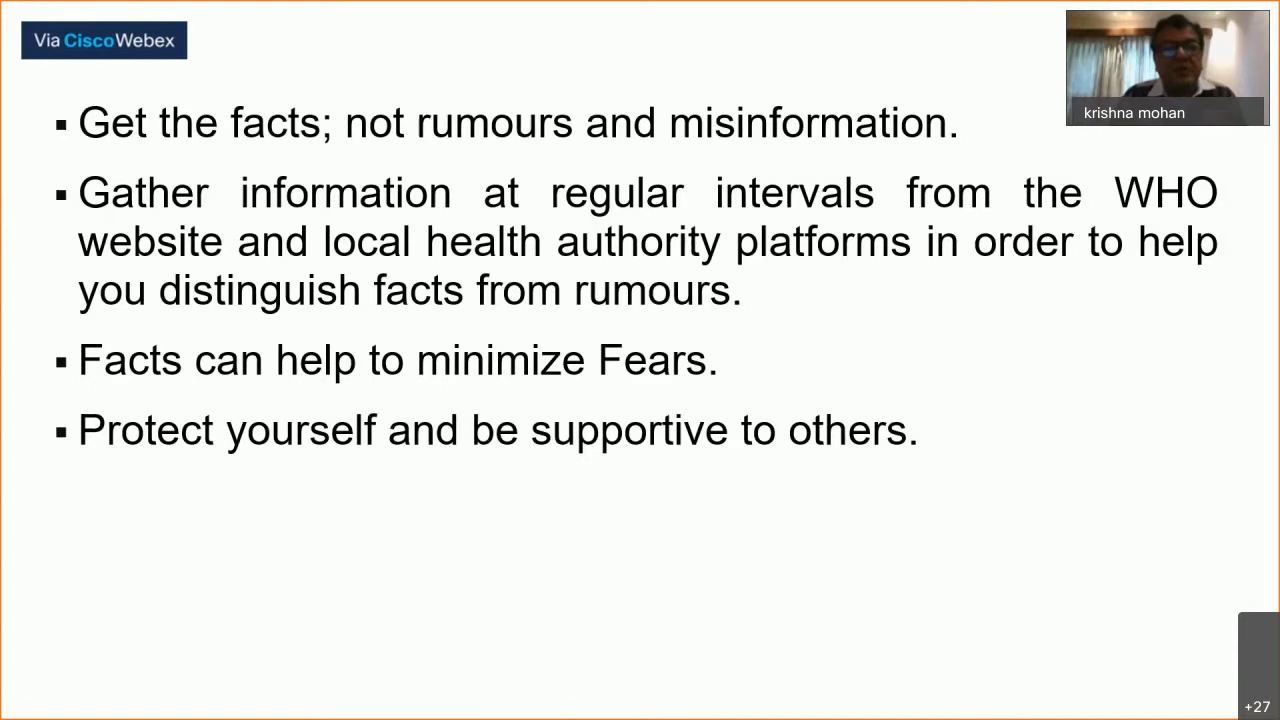 Via CiscoWebex
krishna mohan
▪ Get the facts; not rumours and misinformation.
▪ Gather information at regular intervals from the WHO
website and local health authority platforms in order to help
you distinguish facts from rumours.
▪ Facts can help to minimize Fears.
▪ Protect yourself and be supportive to others.
+27